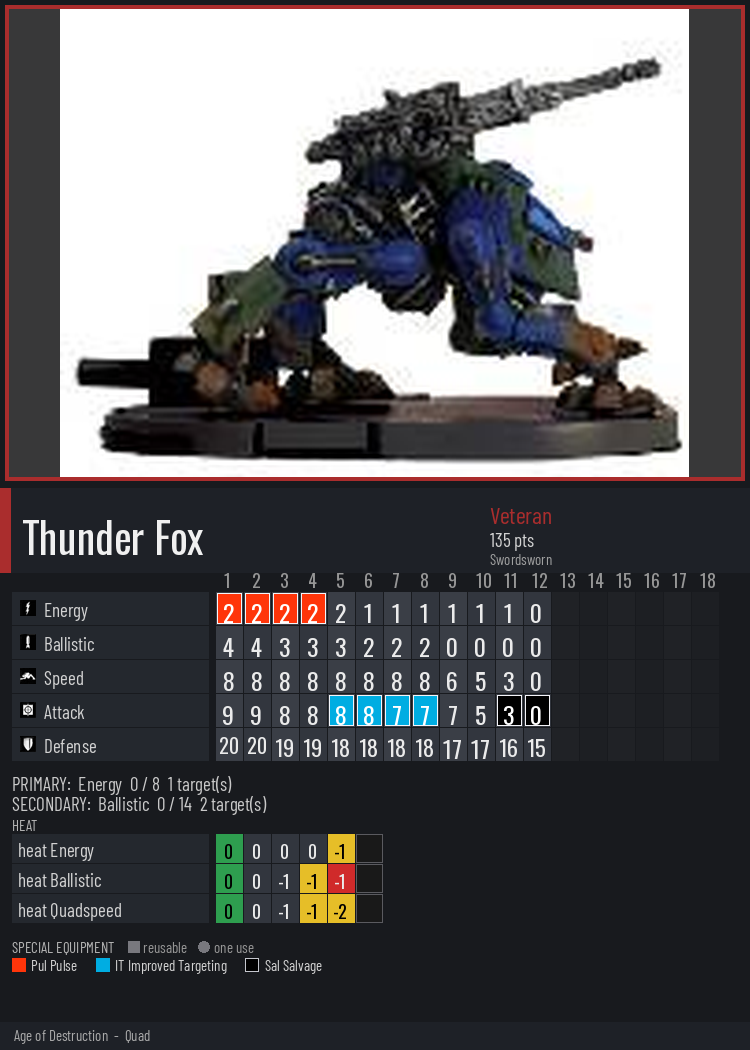 Thunder Fox
Veteran
135 pts
Swordsworn
1 2 3 4 5 6 7 8 9 10 11 12 13 14 15 16 17 18
Energy 2 2 2 2 2 1 1 1 1 1 1 0
Ballistic 4 4 3 3 3 2 2 2 0 0 0 0
Speed 8 8 8 8 8 8 8 8 6 5 3 0
Attack 9 9 8 8 8 8 7 7 7 5 3 0
Defense 20 20 19 19 18 18 18 18 17 17 16 15
PRIMARY: Energy 0 / 8 1 target(s)
SECONDARY: Ballistic 0 / 14 2 target(s)
HEAT
heat Energy 0 0 0 0 -1
heat Ballistic 0 0 -1 -1 -1
heat Quadspeed 0 0 -1 -1 -2
SPECIAL EQUIPMENT reusable one use
Pul Pulse IT Improved Targeting Sal Salvage
Age of Destruction - Quad